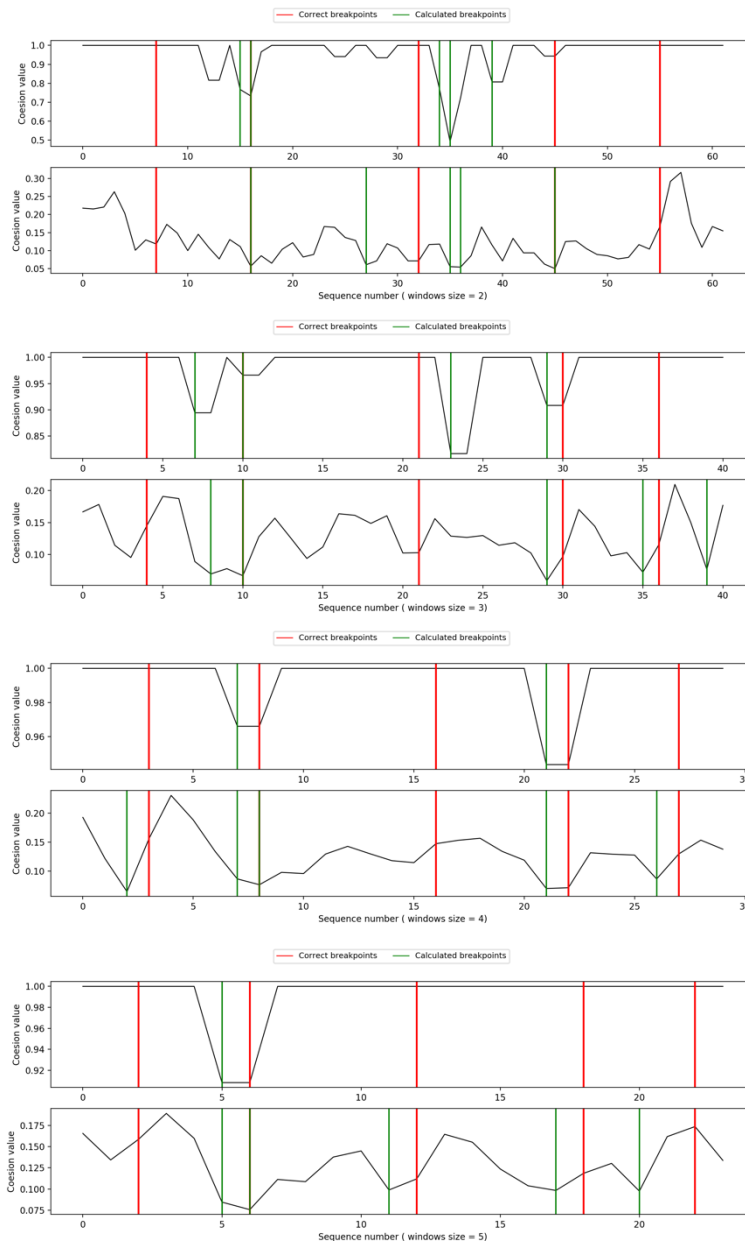 Correct breakpoints Calculated breakpoints
Coesion value
1.0
0.9
0.8
0.7
0.6
0.5
0 10 20 30 40 50 60
Coesion value
0.30
0.25
0.20
0.15
0.10
0.05
0 10 20 30 40 50 60
Sequence number ( windows size = 2)
Correct breakpoints Calculated breakpoints
Coesion value
1.00
0.95
0.90
0.85
0 5 10 15 20 25 30 35 40
Coesion value
0.20
0.15
0.10
0 5 10 15 20 25 30 35 40
Sequence number ( windows size = 3)
Correct breakpoints Calculated breakpoints
Coesion value
1.00
0.98
0.96
0 5 10 15 20 25
Coesion value
0.20
0.15
0.10
0 5 10 15 20 25
Sequence number ( windows size = 4)
Correct breakpoints Calculated breakpoints
Coesion value
1.00
0.98
0.96
0.94
0.92
0 5 10 15 20
Coesion value
0.175
0.150
0.125
0.100
0.075
0 5 10 15 20
Sequence number ( windows size = 5)